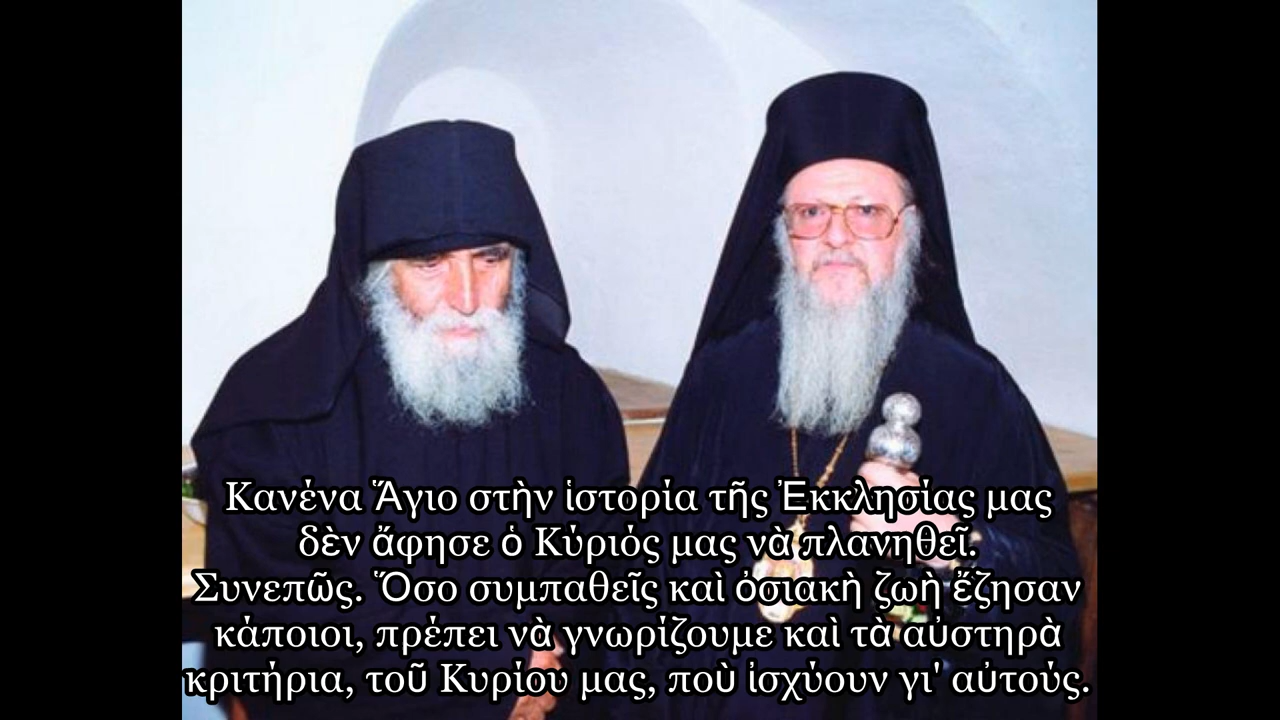 Κανένα Ἅγιο στὴν ἱστορία τῆς Ἐκκλησίας μας
δὲν ἄφησε ὁ Κύριός μας νὰ πλανηθεῖ.
Συνεπῶς. Ὅσο συμπαθεῖς καὶ ὁσιακὴ ζωὴ ἔζησαν
κάποιοι, πρέπει νὰ γνωρίζουμε καὶ τὰ αὐστηρὰ
κριτήρια, τοῦ Κυρίου μας, ποὺ ἰσχύουν γι' αὐτούς.